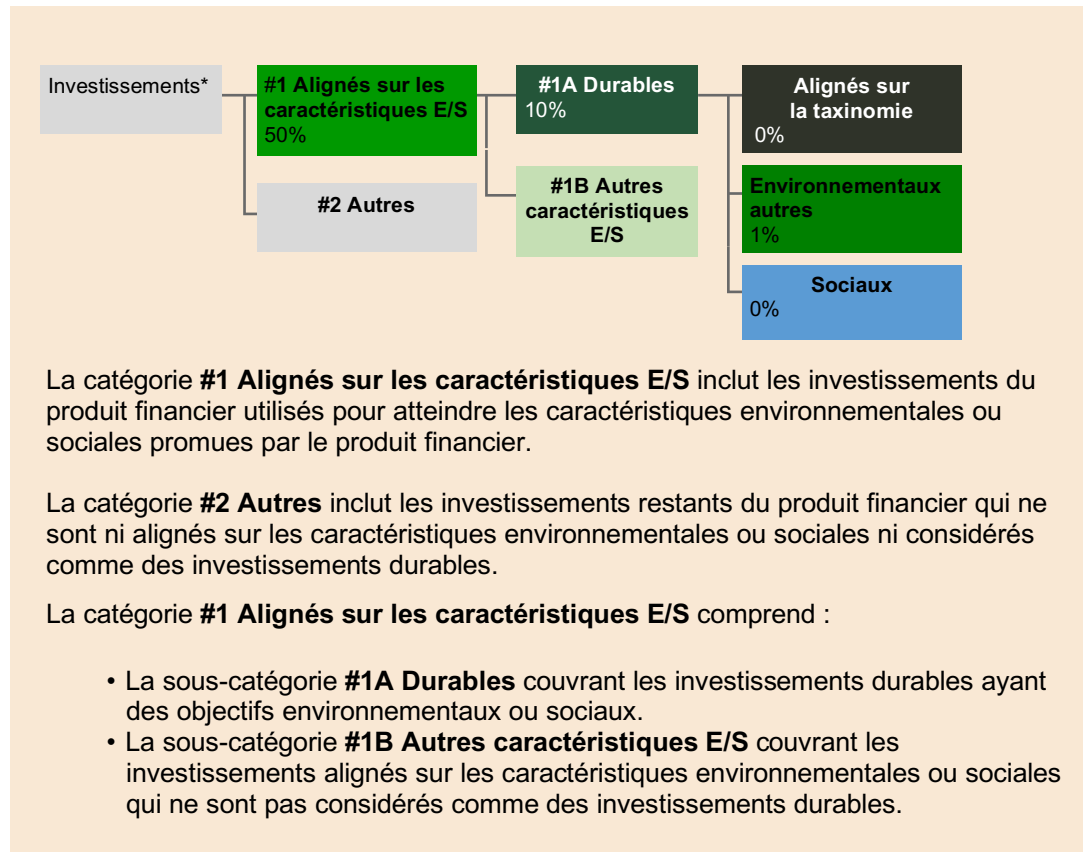 Investissements*
#1 Alignés sur les
caractéristiques E/S
50%
#2 Autres
#1A Durables
10%
#1B Autres
caractéristiques
E/S
Alignés sur
la taxinomie
0%
Environnementaux
autres
1%
Sociaux
0%
La catégorie #1 Alignés sur les caractéristiques E/S inclut les investissements du
produit financier utilisés pour atteindre les caractéristiques environnementales ou
sociales promues par le produit financier.
La catégorie #2 Autres inclut les investissements restants du produit financier qui ne
sont ni alignés sur les caractéristiques environnementales ou sociales ni considérés
comme des investissements durables.
La catégorie #1 Alignés sur les caractéristiques E/S comprend :
• La sous-catégorie #1A Durables couvrant les investissements durables ayant
des objectifs environnementaux ou sociaux.
• La sous-catégorie #1B Autres caractéristiques E/S couvrant les
investissements alignés sur les caractéristiques environnementales ou sociales
qui ne sont pas considérés comme des investissements durables.